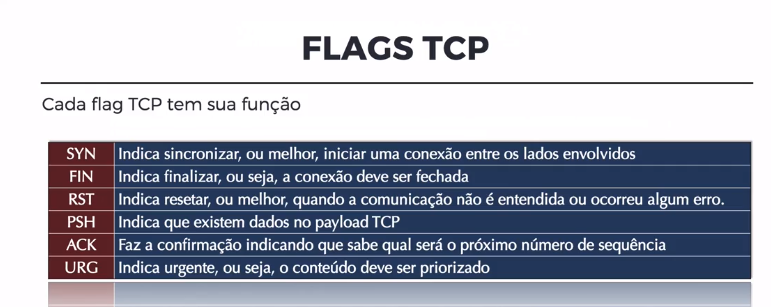 FLAGS TCP
Cada flag TCP tem sua função
SYN Indica sincronizar, ou melhor, iniciar uma conexão entre os lados envolvidos
FIN Indica finalizar, ou seja, a conexão deve ser fechada
RST Indica resetar, ou melhor, quando a comunicação não é entendida ou ocorreu algum erro.
PSH Indica que existem dados no payload TCP
ACK Faz a confirmação indicando que sabe qual será o próximo número de sequência
URG Indica urgente, ou seja, o conteúdo deve ser priorizado